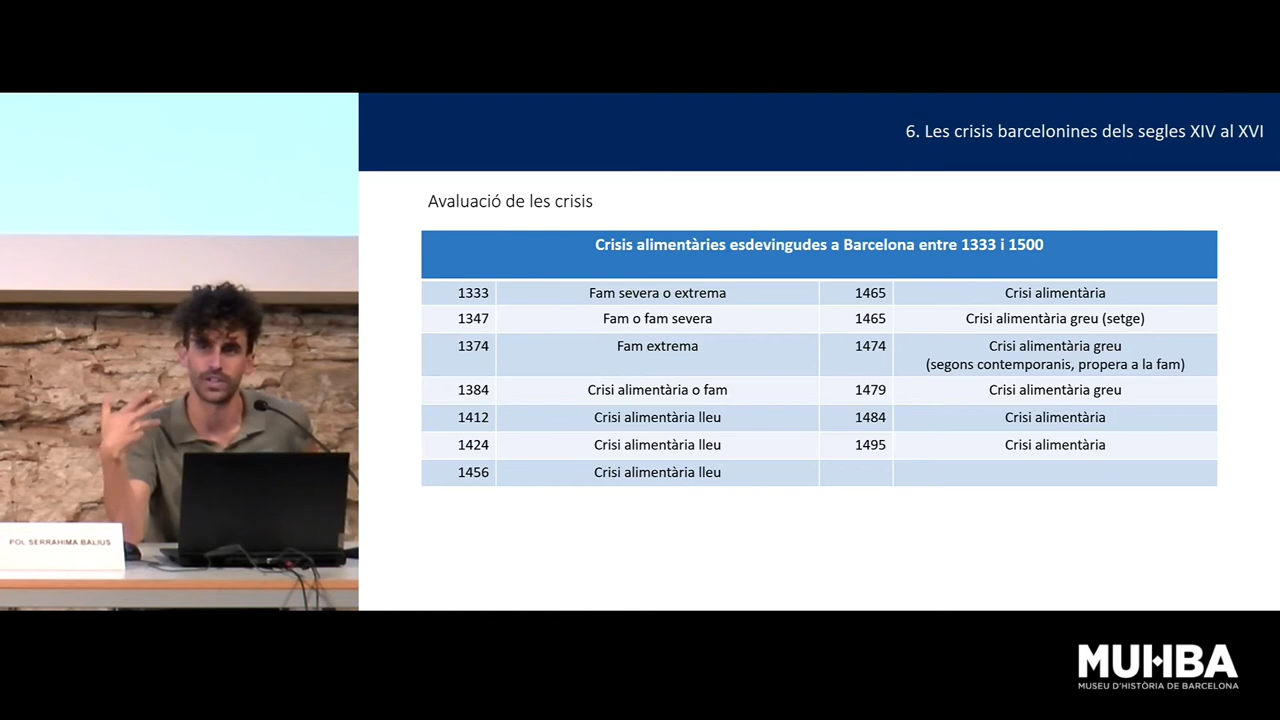 6. Les crisis barcelonines dels segles XIV al XVI
Avaluació de les crisis
Crisis alimentàries esdevingudes a Barcelona entre 1333 i 1500
1333 Fam severa o extrema 1465 Crisi alimentària
1347 Fam o fam severa 1465 Crisi alimentària greu (setge)
1374 Fam extrema 1474 Crisi alimentària greu
(segons contemporanis, propera a la fam)
1384 Crisi alimentària o fam 1479 Crisi alimentària greu
1412 Crisi alimentària lleu 1484 Crisi alimentària
1424 Crisi alimentària lleu 1495 Crisi alimentària
1456 Crisi alimentària lleu
POL SERRAHIMA BALIUS
MUHBA
MUSEU D'HISTÒRIA DE BARCELONA